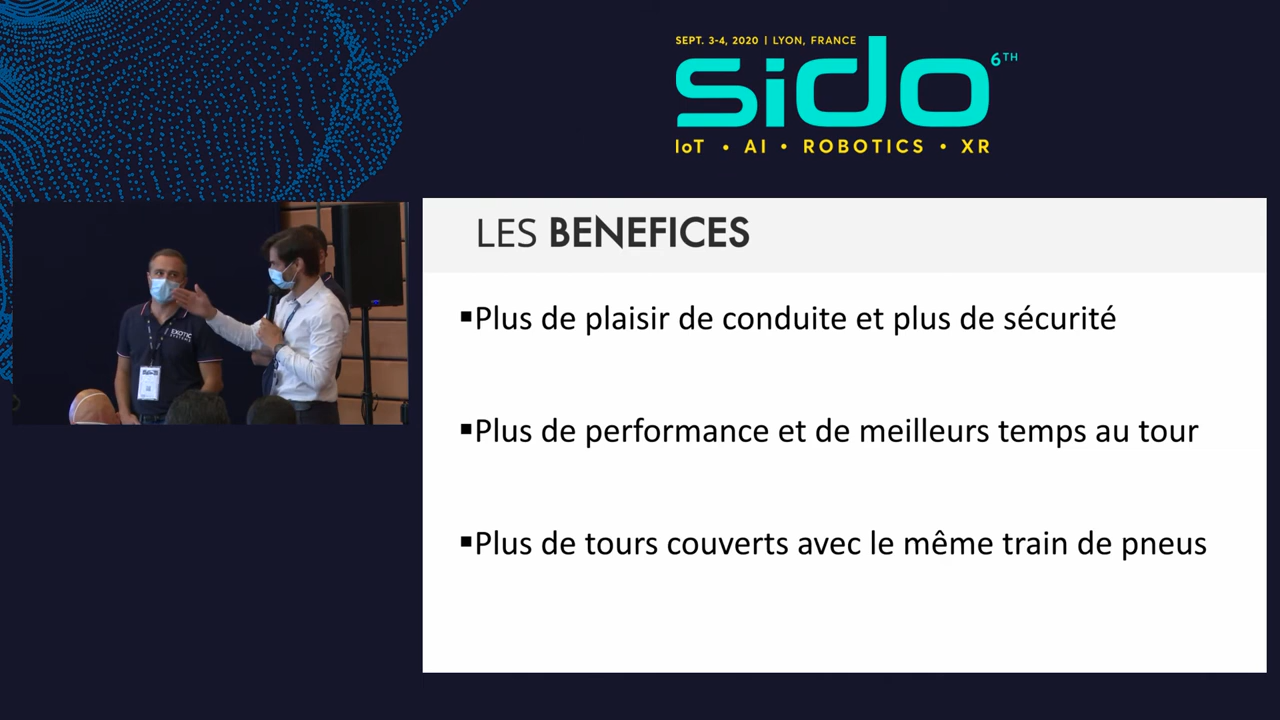 SEPT. 3-4, 2020 | LYON, FRANCE
sido 6TH
IoT • AI • ROBOTICS • XR
LES BENEFICES
▪Plus de plaisir de conduite et plus de sécurité
▪Plus de performance et de meilleurs temps au tour
▪Plus de tours couverts avec le même train de pneus
EXOTIC
SYSTEMS